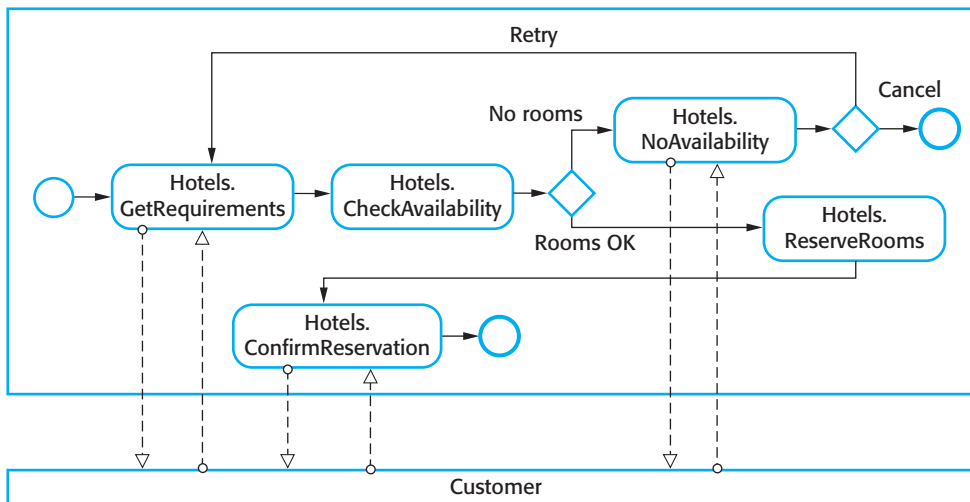 Retry
Cancel
No rooms
Hotels.
NoAvailability
Hotels.
GetRequirements
Hotels.
CheckAvailability
Rooms OK
Hotels.
ReserveRooms
Hotels.
ConfirmReservation
Customer